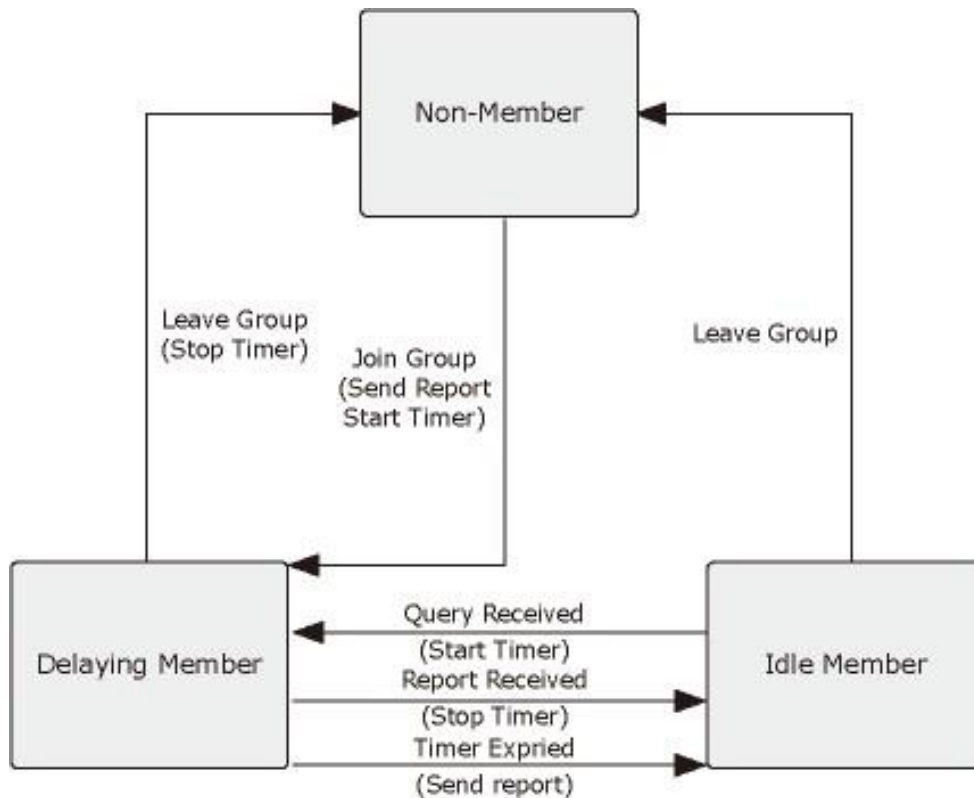 Non-Member
Leave Group
(Stop Timer)
Join Group
(Send Report
Start Timer)
Leave Group
Delaying Member
Query Received
(Start Timer)
Report Received
(Stop Timer)
Timer Expried
(Send report)
Idle Member